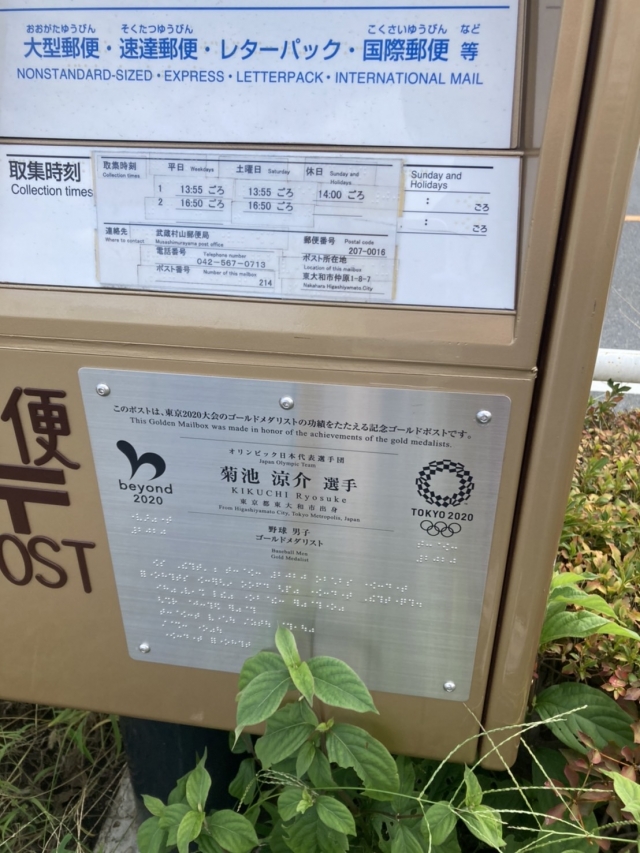 おおがたゆうびん そくたつゆうびん こくさいゆうびん など
大型郵便・速達郵便・レターパック・国際郵便 等
NONSTANDARD-SIZED・EXPRESS・LETTERPACK・INTERNATIONAL MAIL
取集時刻
Collection times
取集時刻 平日 Weekdays 土曜日 Saturday 休日 Sunday and Holidays
Collection times
1 13:55 ごろ 13:55 ごろ 14:00 ごろ
2 16:50 ごろ 16:50 ごろ
Sunday and
Holidays
: ごろ
: ごろ
連絡先 武蔵村山郵便局
Where to contact Musashimurayama post office
電話番号 Telephone number
042-567-0713
ポスト番号 Number of this mailbox
214
郵便番号 Postal code
207-0016
ポスト所在地
Location of this mailbox
東大和市仲原1-8-7
Nakahara Higashiyamato City
便
〒
POST
このポストは、東京2020大会のゴールドメダリストの功績をたたえる記念ゴールドポストです。
This Golden Mailbox was made in honor of the achievements of the gold medalists.
beyond
2020
オリンピック日本代表選手団
Japan Olympic Team
菊池 涼介 選手
KIKUCHI Ryosuke
東京都東大和市出身
From Higashiyamato City, Tokyo Metropolis, Japan
野球 男子
ゴールドメダリスト
Baseball Men
Gold Medalist
TOKYO 2020